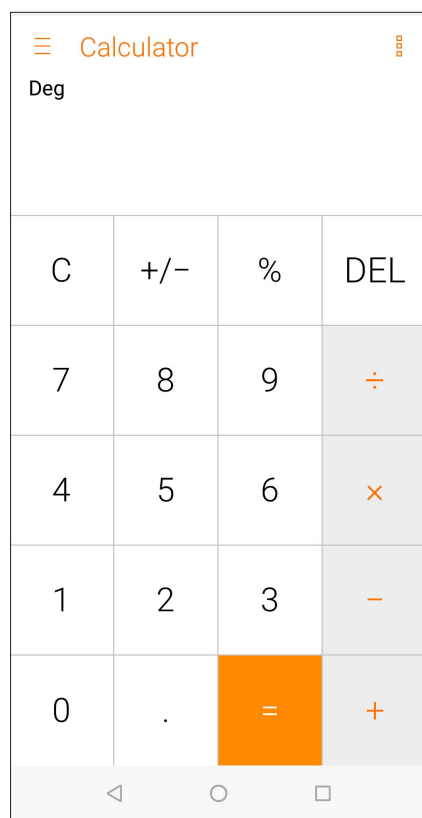 Calculator
Deg
C +/− % DEL
7 8 9 ÷
4 5 6 ×
1 2 3 −
0 . = +